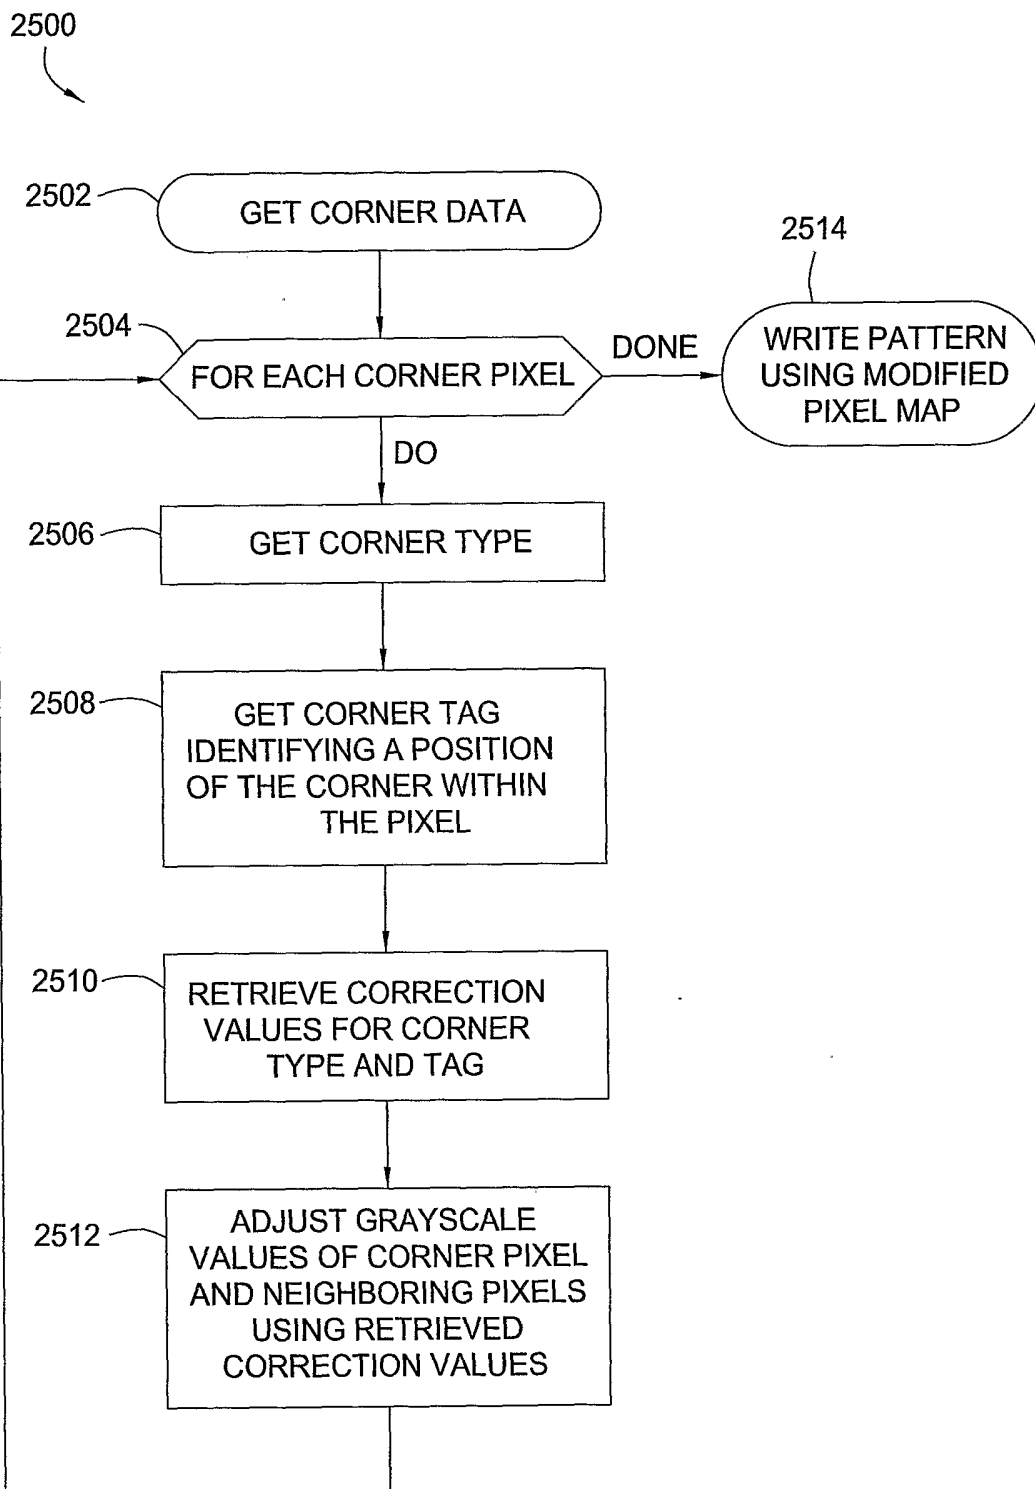 2500
2502
GET CORNER DATA
2514
2504
FOR EACH CORNER PIXEL
DONE
WRITE PATTERN
USING MODIFIED
PIXEL MAP
DO
2506
GET CORNER TYPE
2508
GET CORNER TAG
IDENTIFYING A POSITION
OF THE CORNER WITHIN
THE PIXEL
2510
RETRIEVE CORRECTION
VALUES FOR CORNER
TYPE AND TAG
2512
ADJUST GRAYSCALE
VALUES OF CORNER PIXEL
AND NEIGHBORING PIXELS
USING RETRIEVED
CORRECTION VALUES